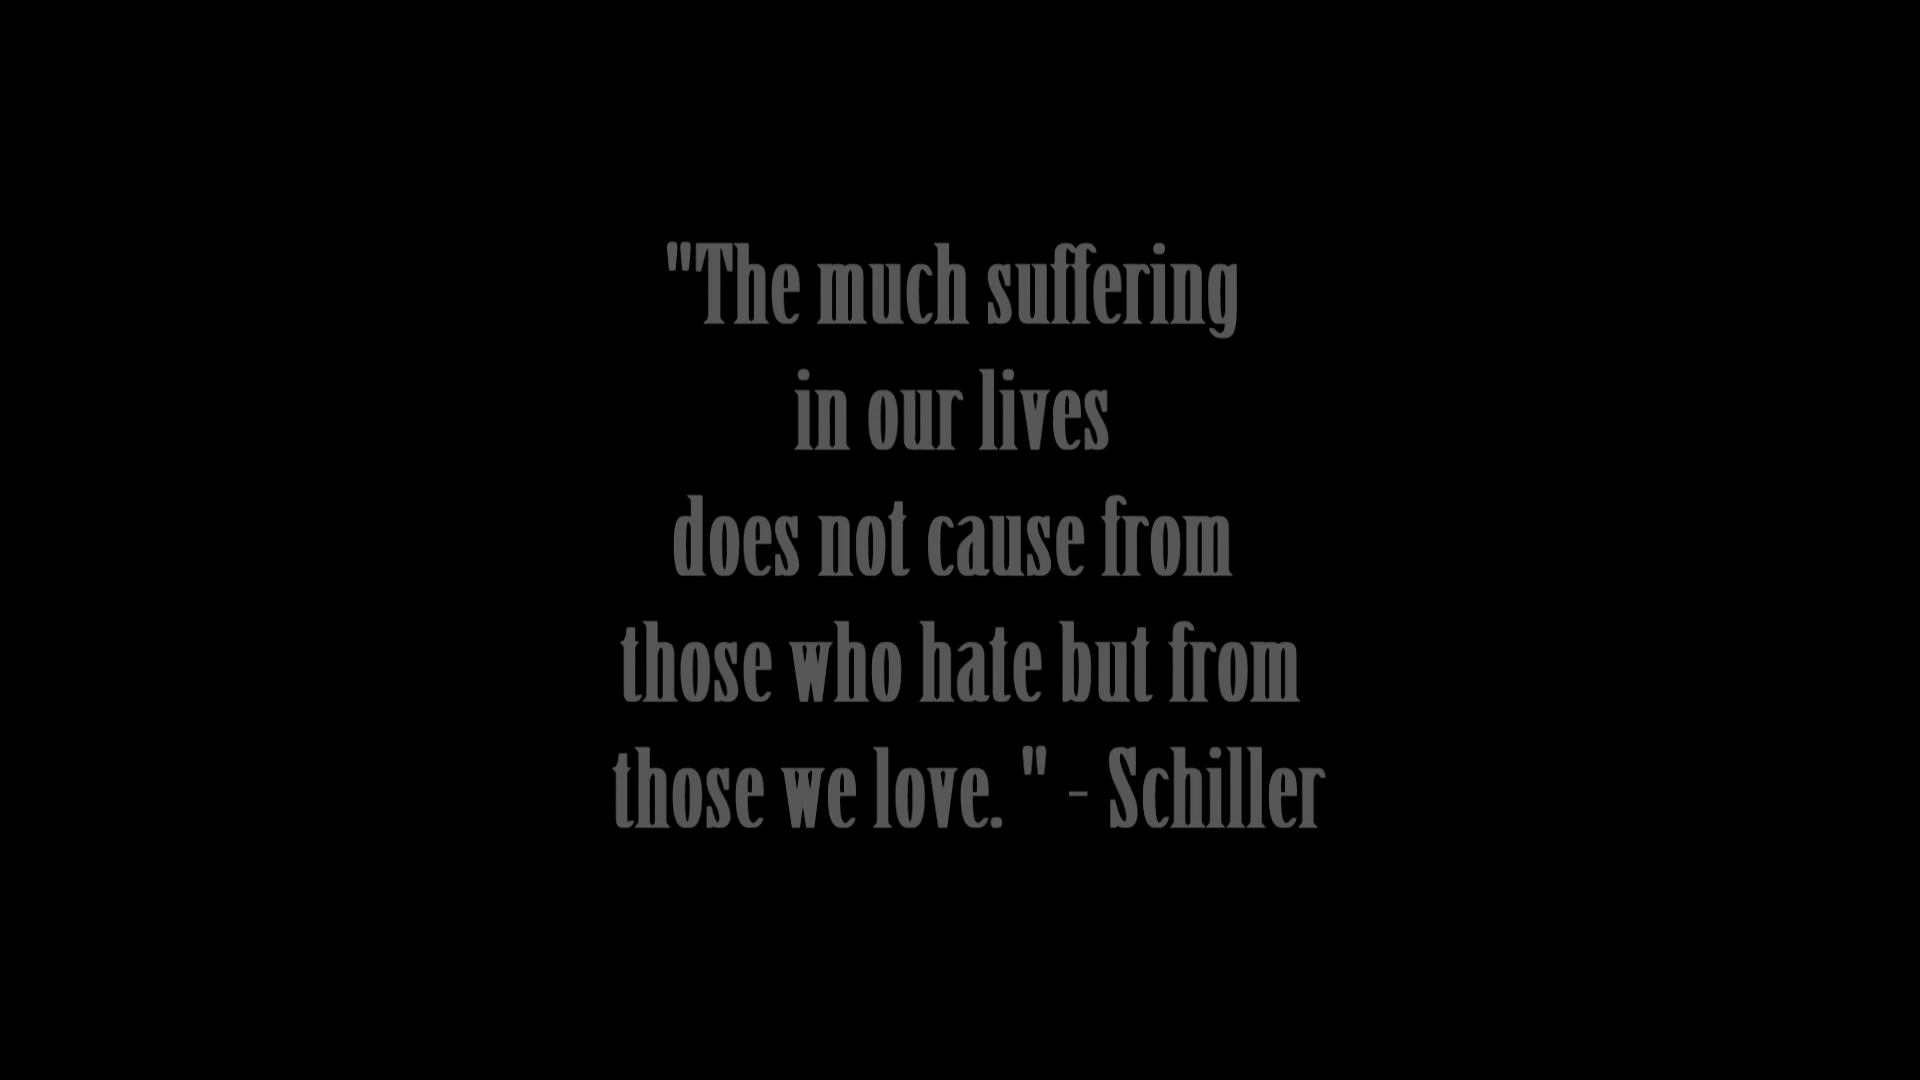 "The much suffering
in our lives
does not cause from
those who hate but from
those we love. " - Schiller